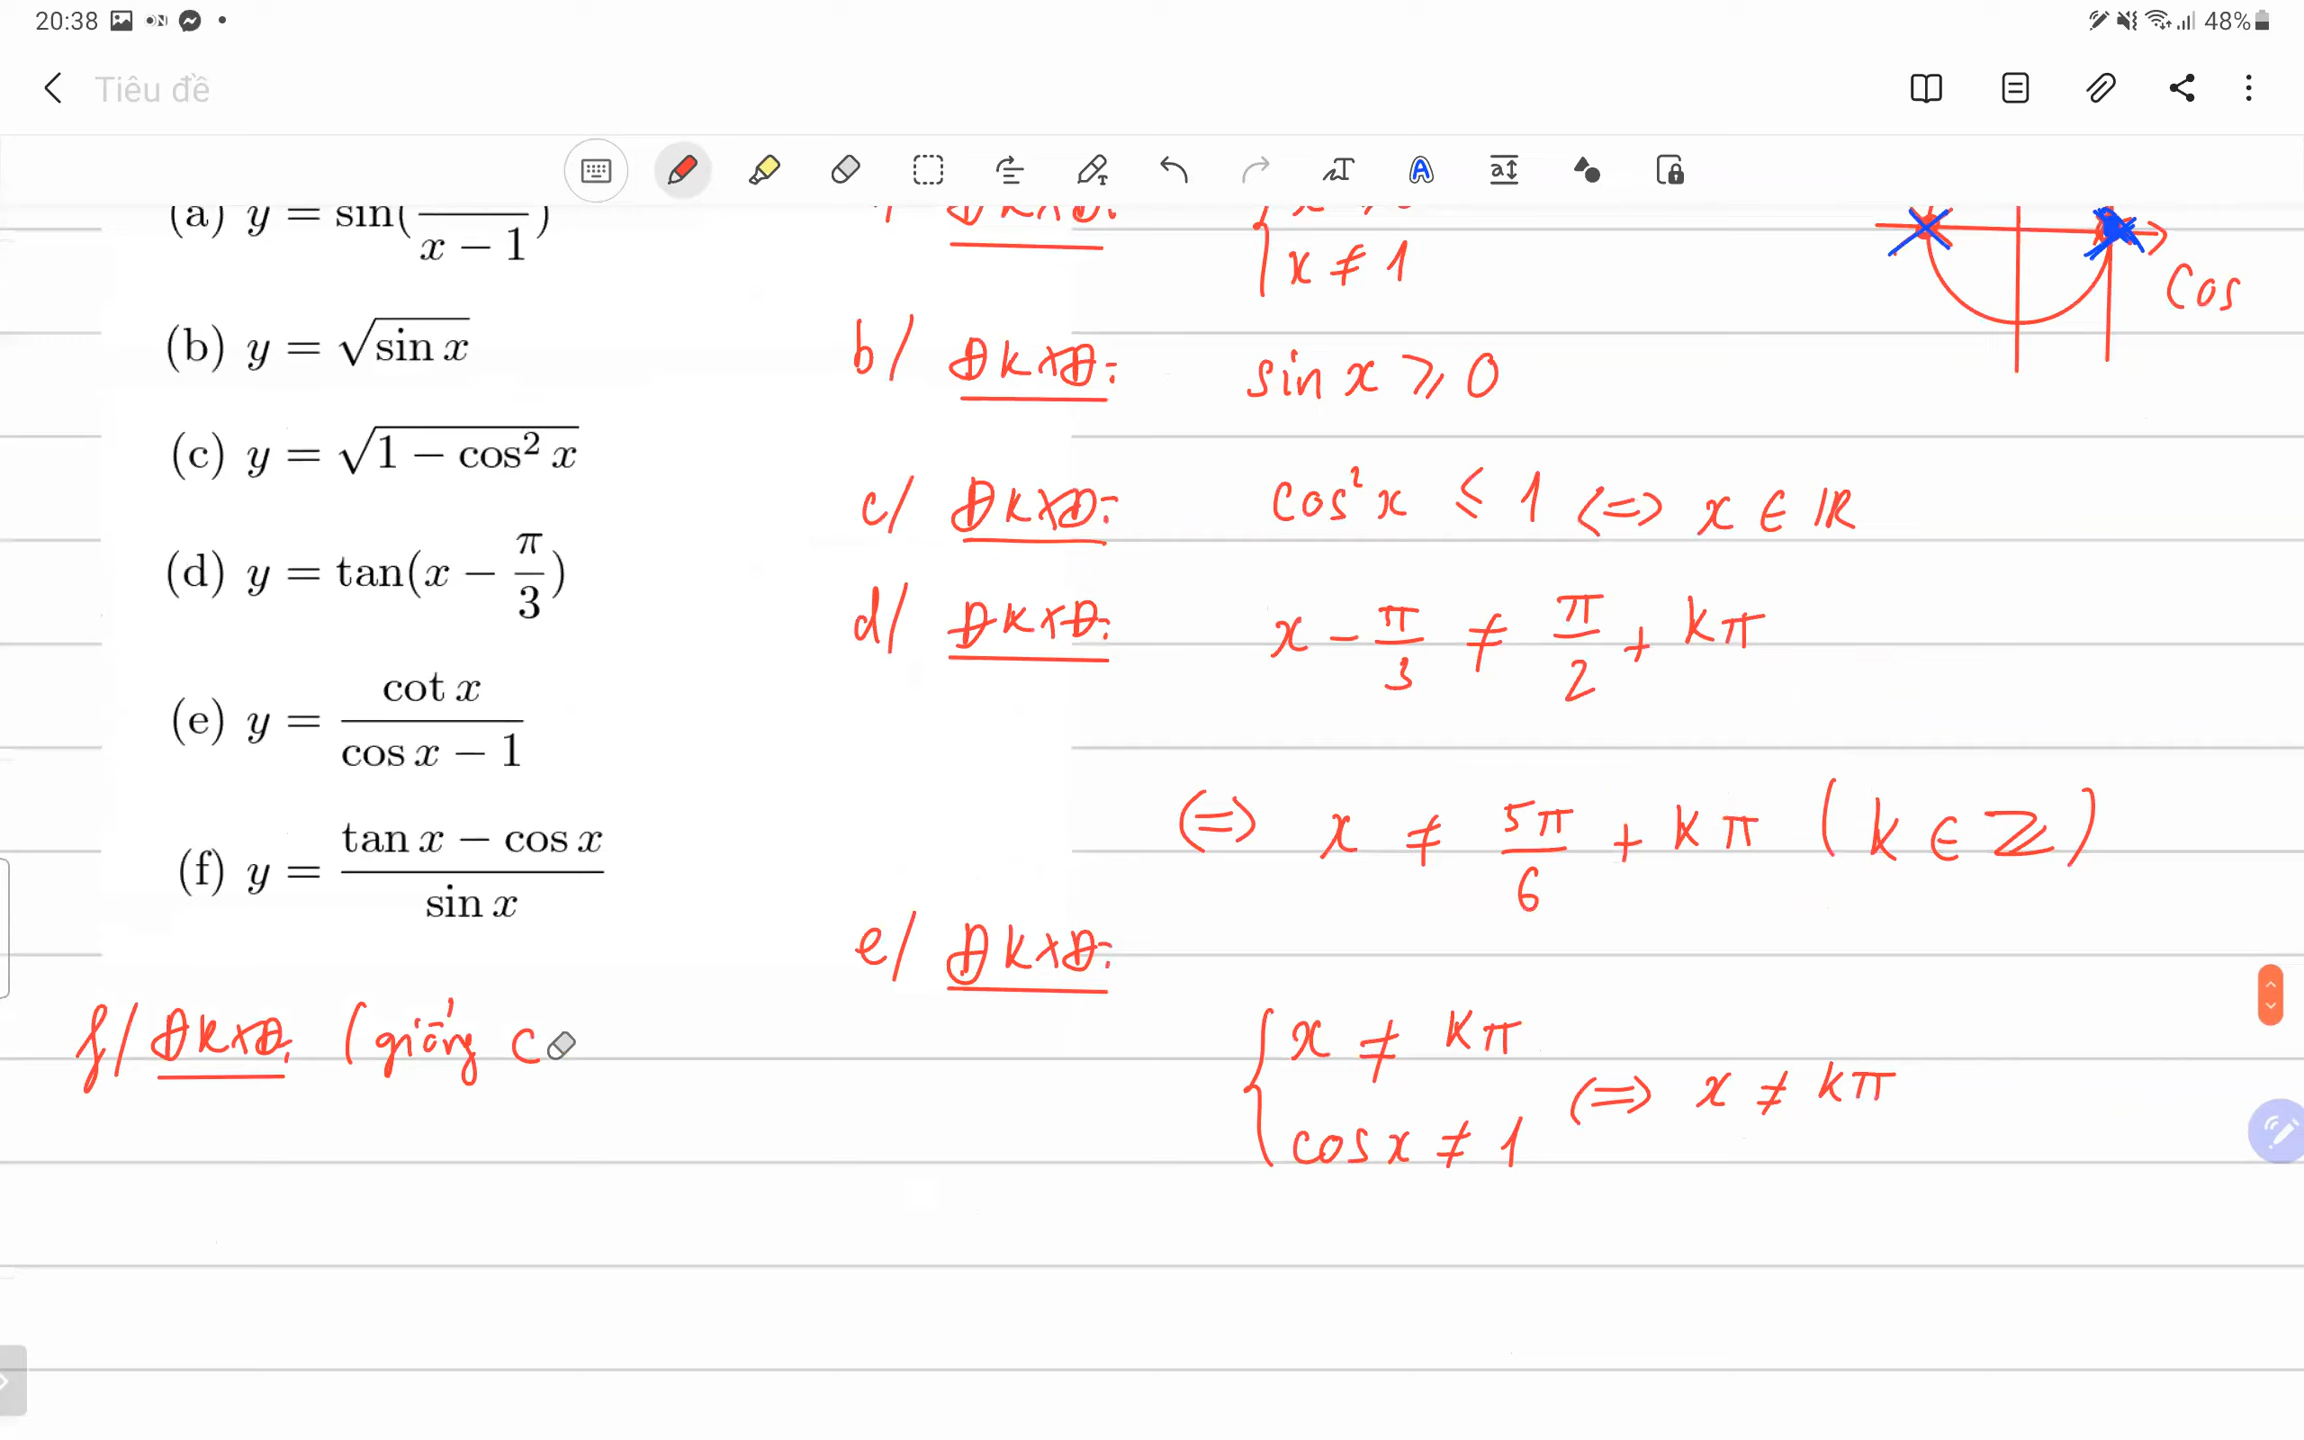 20:38 48%
Tiêu đề
(a) y = sin( / x − 1)
x ≠ 1
cos
(b) y = √sin x
b/ ĐKXĐ: sin x ⩾ 0
(c) y = √1 − cos² x
c/ ĐKXĐ: cos² x ≤ 1 <=> x ∈ ℝ
(d) y = tan(x − π/3)
d/ ĐKXĐ: x − π/3 ≠ π/2 + kπ
(e) y = cot x / cos x − 1
<=> x ≠ 5π/6 + kπ (k ∈ ℤ)
(f) y = tan x − cos x / sin x
e/ ĐKXĐ:
{ x ≠ kπ
cos x ≠ 1 <=> x ≠ kπ
f/ ĐKXĐ: (giống c